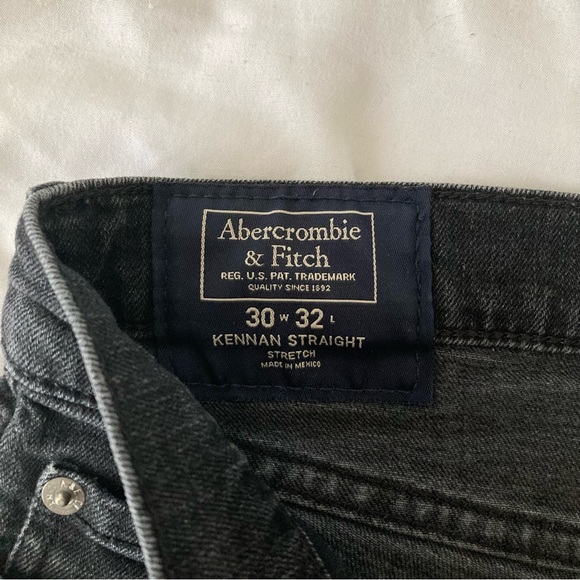 Abercrombie
& Fitch
REG. U.S. PAT. TRADEMARK
QUALITY SINCE 1892
30 W 32 L
KENNAN STRAIGHT
STRETCH
MADE IN MEXICO